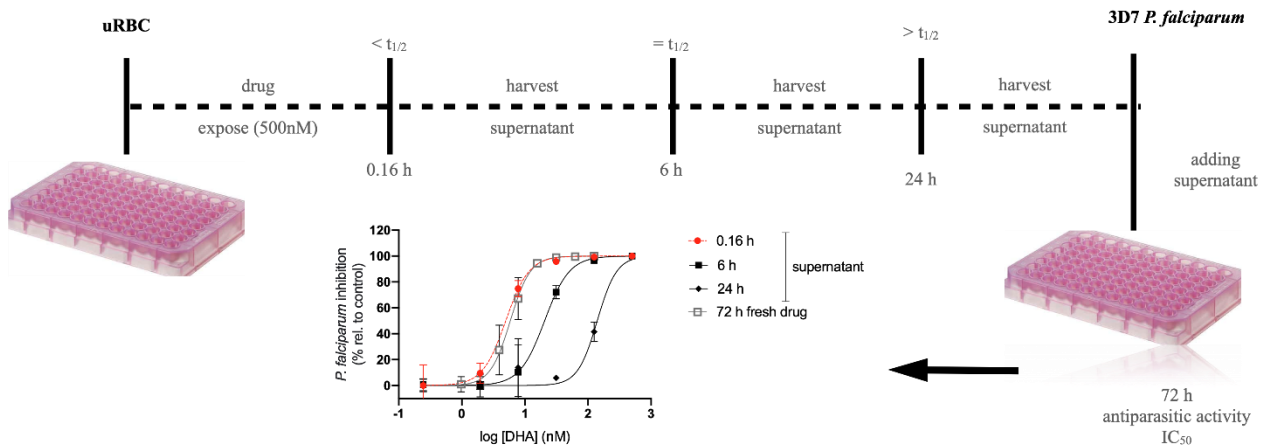 uRBC
3D7 P. falciparum
< t1/2
= t1/2
> t1/2
drug
harvest
harvest
harvest
expose (500nM)
supernatant
supernatant
supernatant
0.16 h
6 h
24 h
adding
supernatant
P. falciparum inhibition
(% rel. to control)
120
100
80
60
40
20
0
-1
0
1
2
3
log [DHA] (nM)
0.16 h
6 h
24 h
72 h fresh drug
supernatant
72 h
antiparasitic activity
IC50